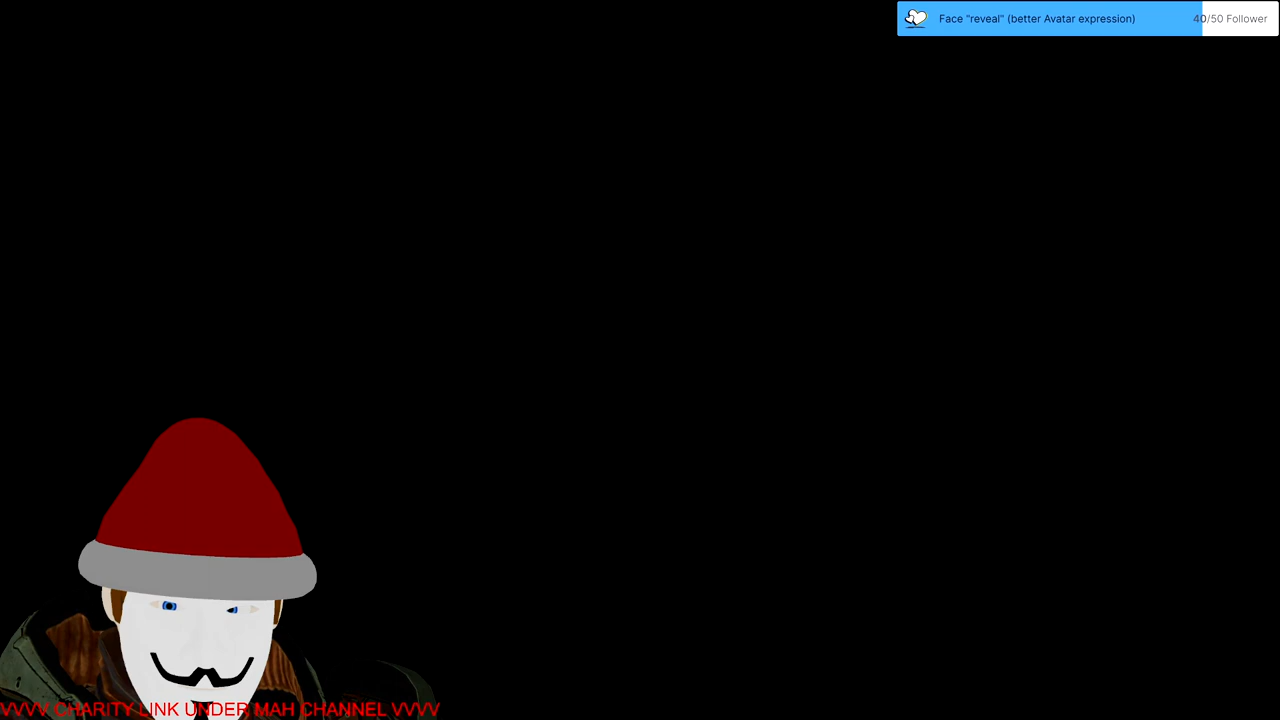 Face "reveal" (better Avatar expression) 40/50 Follower
VVVV CHARITY LINK UNDER MAH CHANNEL VVVV